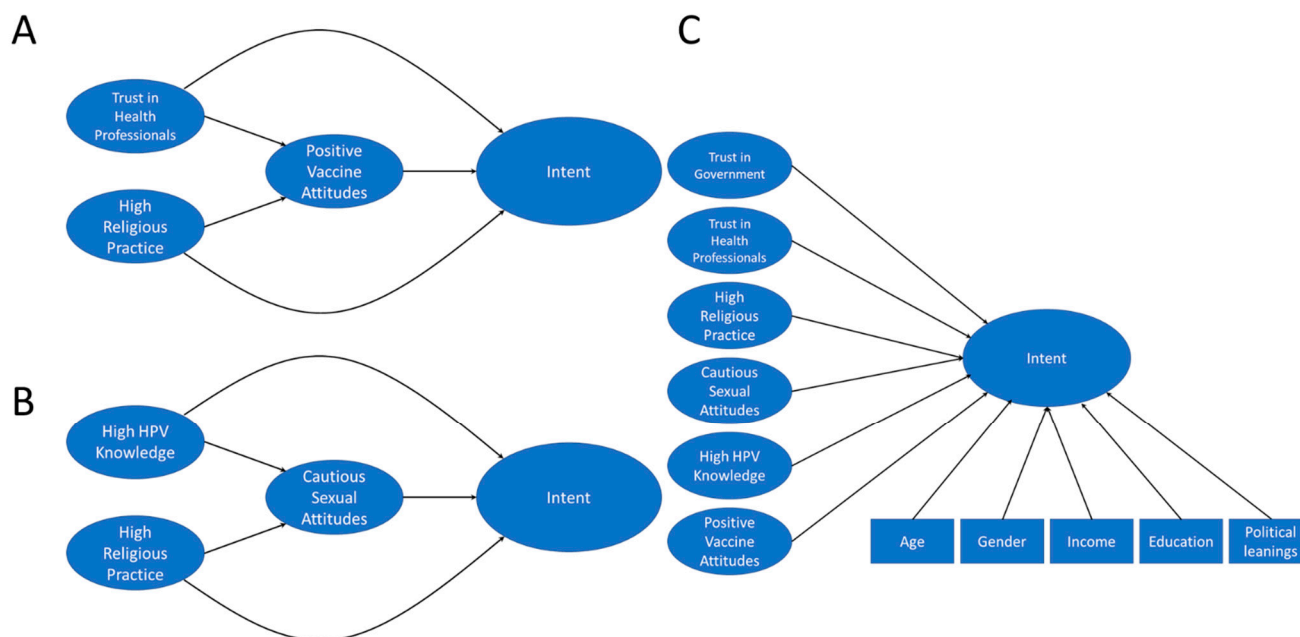 A
Trust in
Health
Professionals
Positive
Vaccine
Attitudes
High
Religious
Practice
Intent
B
High HPV
Knowledge
Cautious
Sexual
Attitudes
High
Religious
Practice
Intent
C
Trust in
Government
Trust in
Health
Professionals
High
Religious
Practice
Cautious
Sexual
Attitudes
High HPV
Knowledge
Positive
Vaccine
Attitudes
Intent
Age
Gender
Income
Education
Political
leanings